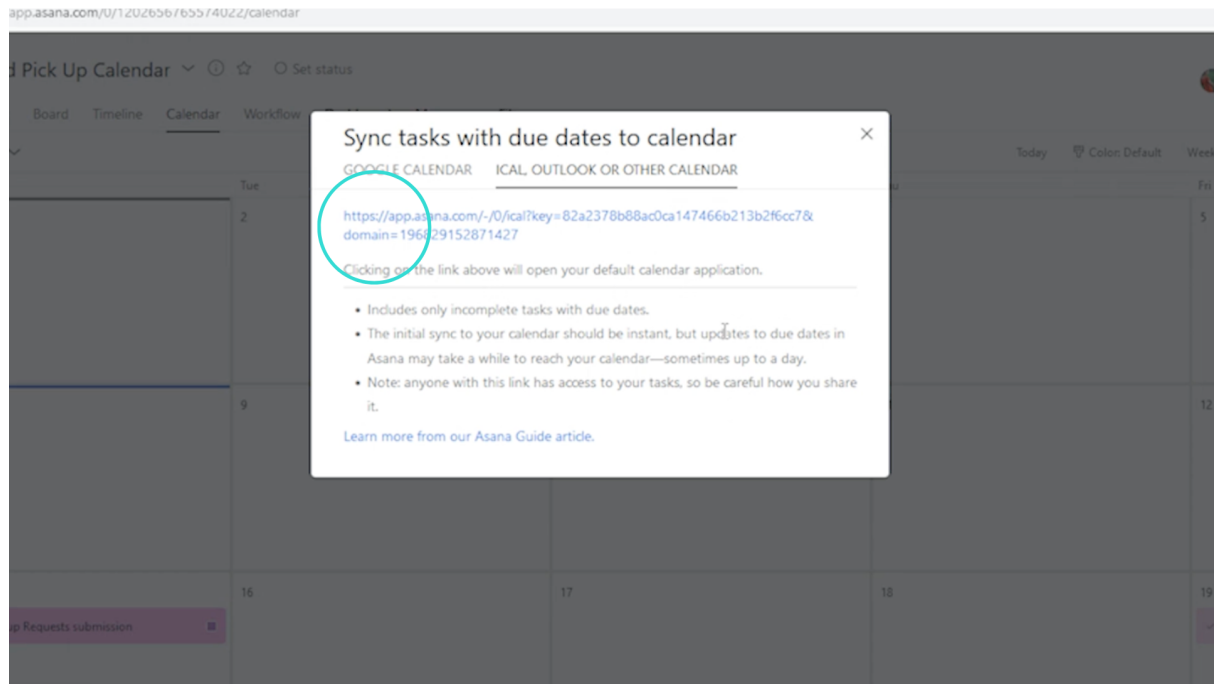 app.asana.com/0/1202656765574022/calendar
d Pick Up Calendar Set status
Board Timeline Calendar Workflow
Today Color: Default Week
Tue Fri
Sync tasks with due dates to calendar
GOOGLE CALENDAR ICAL, OUTLOOK OR OTHER CALENDAR
https://app.asana.com/-/0/ical?key=82a2378b88ac0ca147466b213b2f6cc7&
domain=196829152871427
Clicking on the link above will open your default calendar application.
• Includes only incomplete tasks with due dates.
• The initial sync to your calendar should be instant, but updates to due dates in
Asana may take a while to reach your calendar—sometimes up to a day.
• Note: anyone with this link has access to your tasks, so be careful how you share
it.
Learn more from our Asana Guide article.
2 5
9 12
16 17 18 19
up Requests submission